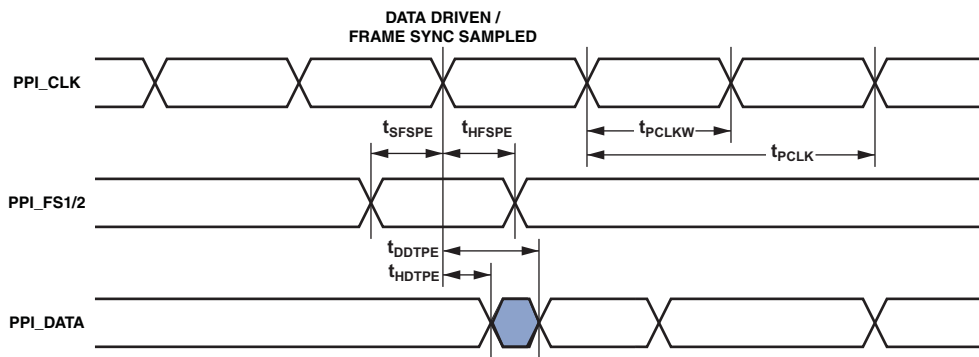 DATA DRIVEN /
FRAME SYNC SAMPLED
PPI_CLK
tSFSPE
tHFSPE
tPCLKW
tPCLK
PPI_FS1/2
tDDTPE
tHDTPE
PPI_DATA